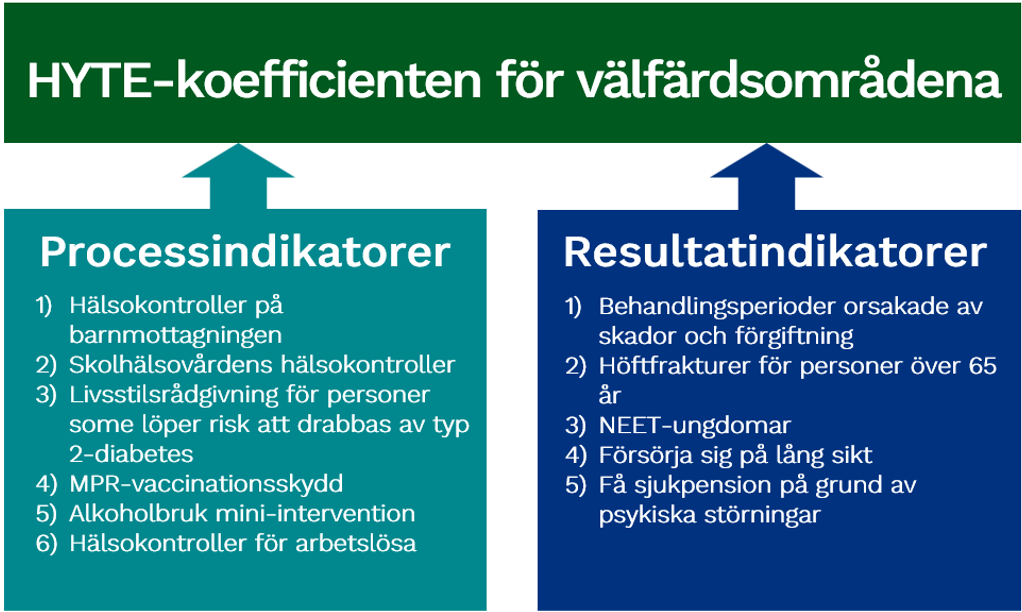 HYTE-koefficienten för välfärdsområdena
Processindikatorer
1) Hälsokontroller på
barnmottagningen
2) Skolhälsovårdens hälsokontroller
3) Livsstilsrådgivning för personer
some löper risk att drabbas av typ
2-diabetes
4) MPR-vaccinationsskydd
5) Alkoholbruk mini-intervention
6) Hälsokontroller för arbetslösa
Resultatindikatorer
1) Behandlingsperioder orsakade av
skador och förgiftning
2) Höftfrakturer för personer över 65
år
3) NEET-ungdomar
4) Försörja sig på lång sikt
5) Få sjukpension på grund av
psykiska störningar